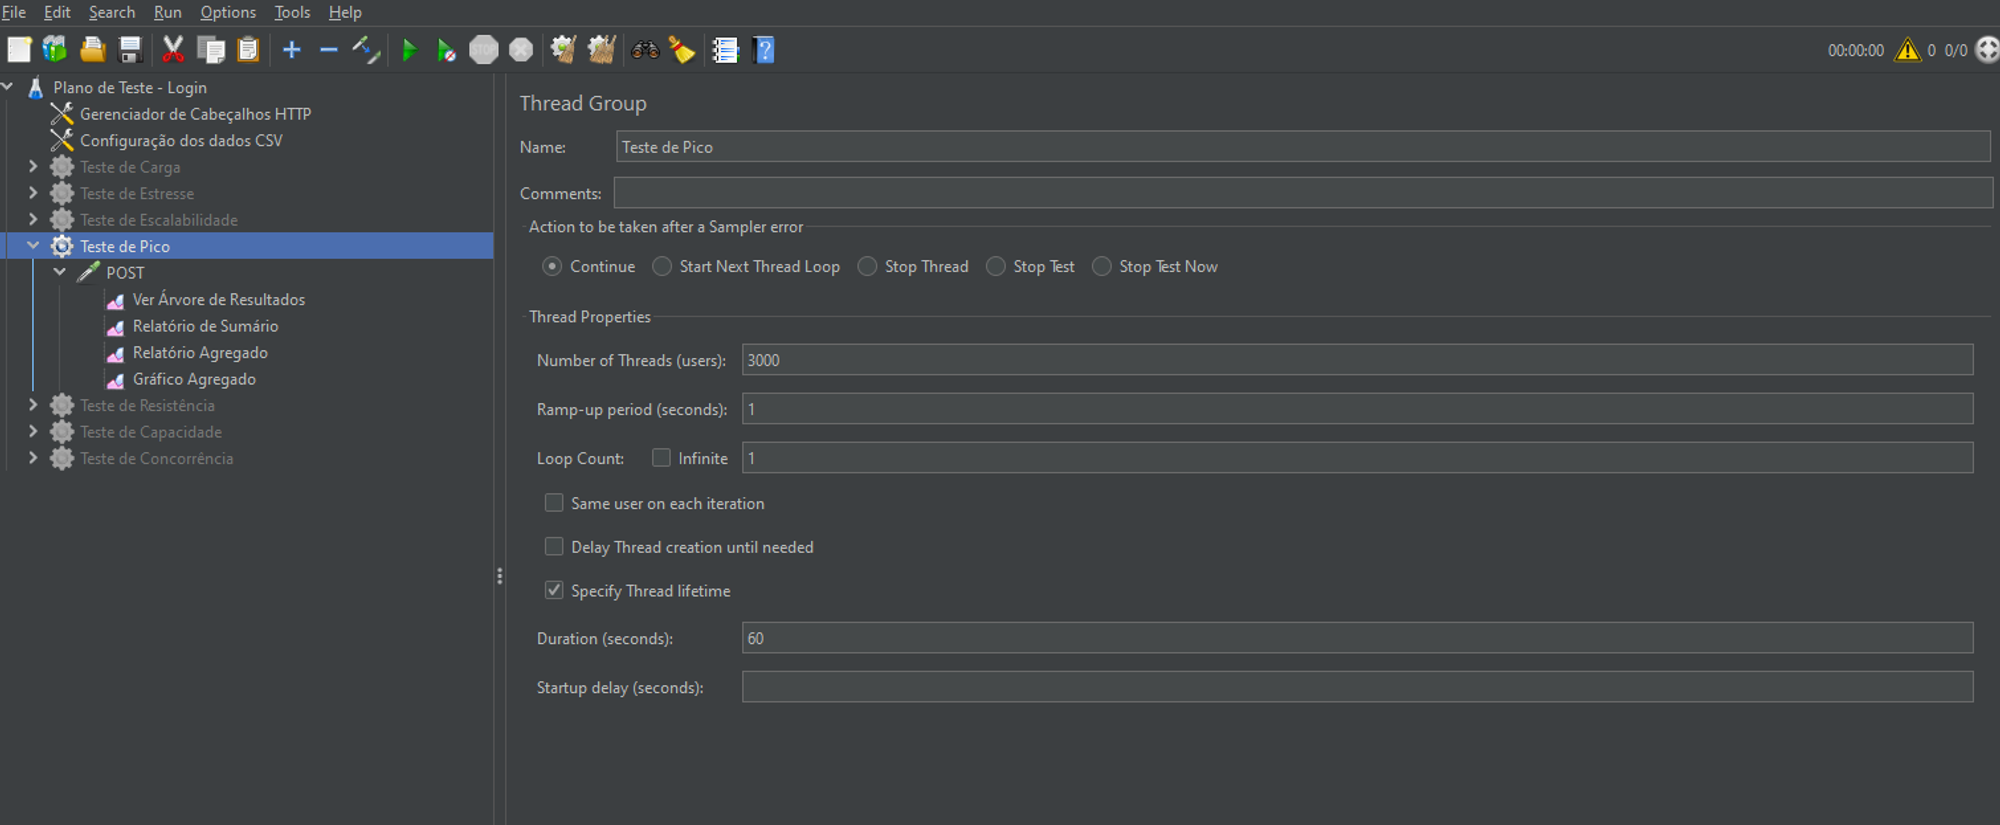 File Edit Search Run Options Tools Help
STOP
00:00:00 0 0/0
Plano de Teste - Login
Gerenciador de Cabeçalhos HTTP
Configuração dos dados CSV
Teste de Carga
Teste de Estresse
Teste de Escalabilidade
Teste de Pico
POST
Ver Árvore de Resultados
Relatório de Sumário
Relatório Agregado
Gráfico Agregado
Teste de Resistência
Teste de Capacidade
Teste de Concorrência
Thread Group
Name: Teste de Pico
Comments:
Action to be taken after a Sampler error
Continue Start Next Thread Loop Stop Thread Stop Test Stop Test Now
Thread Properties
Number of Threads (users): 3000
Ramp-up period (seconds): 1
Loop Count: Infinite 1
Same user on each iteration
Delay Thread creation until needed
Specify Thread lifetime
Duration (seconds): 60
Startup delay (seconds):